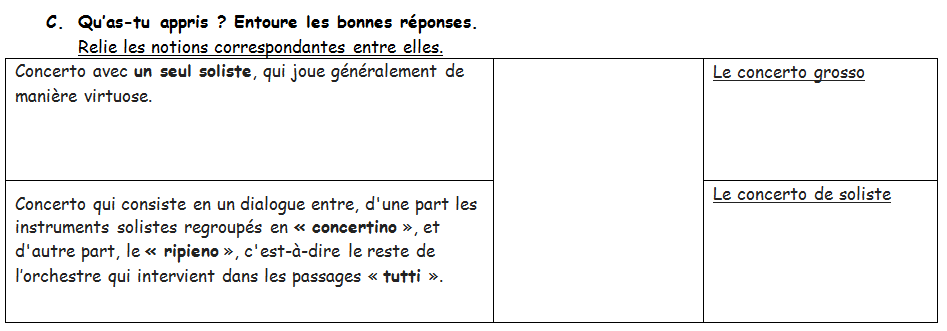 C. Qu’as-tu appris ? Entoure les bonnes réponses.
Relie les notions correspondantes entre elles.
Concerto avec un seul soliste, qui joue généralement de
manière virtuose.
Le concerto grosso
Concerto qui consiste en un dialogue entre, d'une part les
instruments solistes regroupés en « concertino », et
d'autre part, le « ripieno », c'est-à-dire le reste de
l’orchestre qui intervient dans les passages « tutti ».
Le concerto de soliste